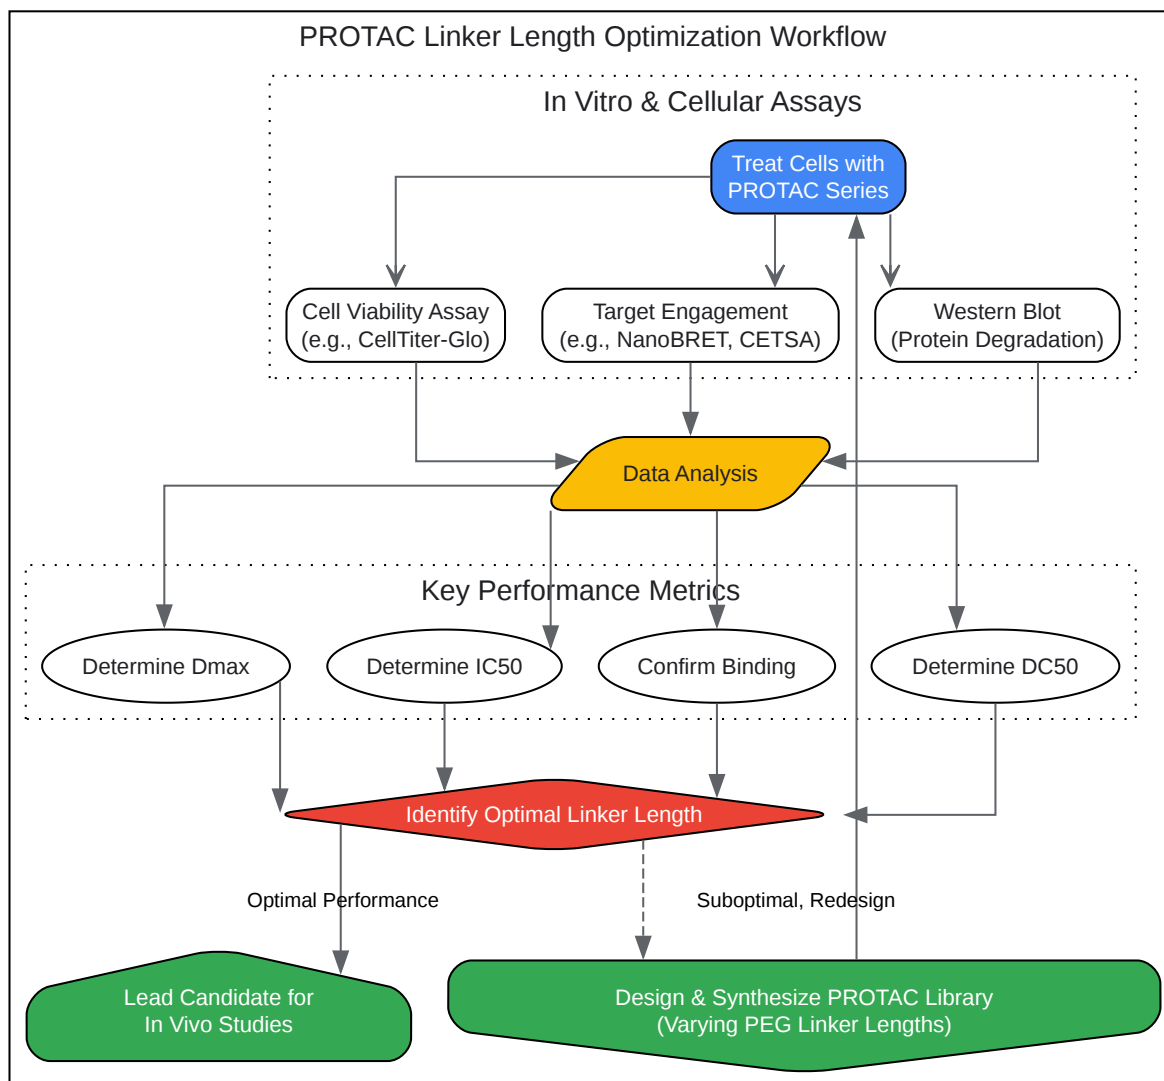 PROTAC Linker Length Optimization Workflow
In Vitro & Cellular Assays
Treat Cells with
PROTAC Series
Cell Viability Assay
(e.g., CellTiter-Glo)
Target Engagement
(e.g., NanoBRET, CETSA)
Western Blot
(Protein Degradation)
Data Analysis
Key Performance Metrics
Determine Dmax
Determine IC50
Confirm Binding
Determine DC50
Identify Optimal Linker Length
Optimal Performance
Suboptimal, Redesign
Lead Candidate for
In Vivo Studies
Design & Synthesize PROTAC Library
(Varying PEG Linker Lengths)